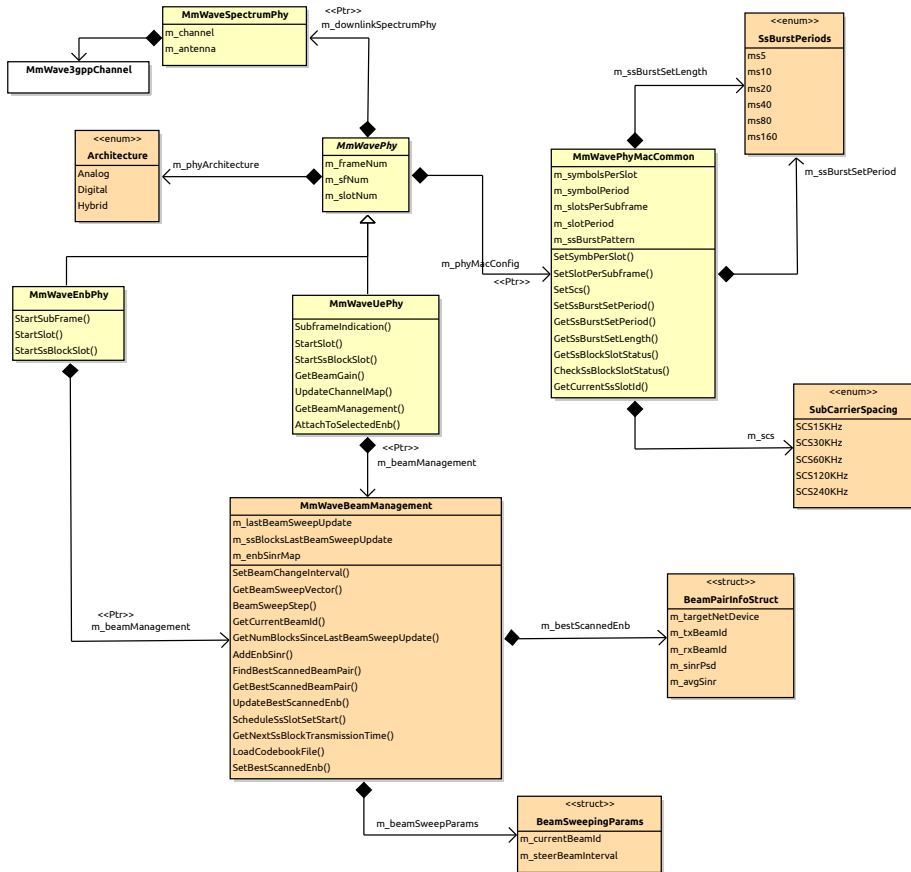 MmWaveSpectrumPhy
m_channel
m_antenna
<<Ptr>>
m_downlinkSpectrumPhy
MmWave3gppChannel
<<enum>>
SsBurstPeriods
ms5
ms10
ms20
ms40
ms80
ms160
m_ssBurstSetLength
<<enum>>
Architecture
Analog
Digital
Hybrid
m_phyArchitecture
MmWavePhy
m_frameNum
m_sfNum
m_slotNum
MmWavePhyMacCommon
m_symbolsPerSlot
m_symbolPeriod
m_slotsPerSubframe
m_slotPeriod
m_ssBurstPattern
SetSymbPerSlot()
SetSlotPerSubframe()
SetScs()
SetSsBurstSetPeriod()
GetSsBurstSetPeriod()
GetSsBurstSetLength()
GetSsBlockSlotStatus()
CheckSsBlockSlotStatus()
GetCurrentSsSlotId()
m_ssBurstSetPeriod
m_phyMacConfig
<<Ptr>>
MmWaveEnbPhy
StartSubFrame()
StartSlot()
StartSsBlockSlot()
MmWaveUePhy
SubframeIndication()
StartSlot()
StartSsBlockSlot()
GetBeamGain()
UpdateChannelMap()
GetBeamManagement()
AttachToSelectedEnb()
<<enum>>
SubCarrierSpacing
SCS15KHz
SCS30KHz
SCS60KHz
SCS120KHz
SCS240KHz
m_scs
<<Ptr>>
m_beamManagement
MmWaveBeamManagement
m_lastBeamSweepUpdate
m_ssBlocksLastBeamSweepUpdate
m_enbSinrMap
SetBeamChangeInterval()
GetBeamSweepVector()
BeamSweepStep()
GetCurrentBeamId()
GetNumBlocksSinceLastBeamSweepUpdate()
AddEnbSinr()
FindBestScannedBeamPair()
GetBestScannedBeamPair()
UpdateBestScannedEnb()
ScheduleSsSlotSetStart()
GetNextSsBlockTransmissionTime()
LoadCodebookFile()
SetBestScannedEnb()
<<Ptr>>
m_beamManagement
m_bestScannedEnb
<<struct>>
BeamPairInfoStruct
m_targetNetDevice
m_txBeamId
m_rxBeamId
m_sinrPsd
m_avgSinr
m_beamSweepParams
<<struct>>
BeamSweepingParams
m_currentBeamId
m_steerBeamInterval